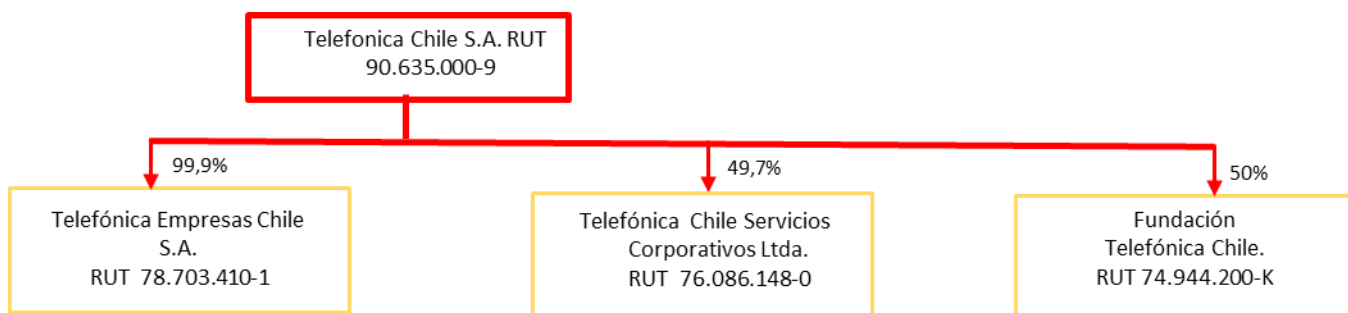 Telefonica Chile S.A. RUT
90.635.000-9
99,9%
49,7%
50%
Telefónica Empresas Chile
S.A.
RUT 78.703.410-1
Telefónica Chile Servicios
Corporativos Ltda.
RUT 76.086.148-0
Fundación
Telefónica Chile.
RUT 74.944.200-K